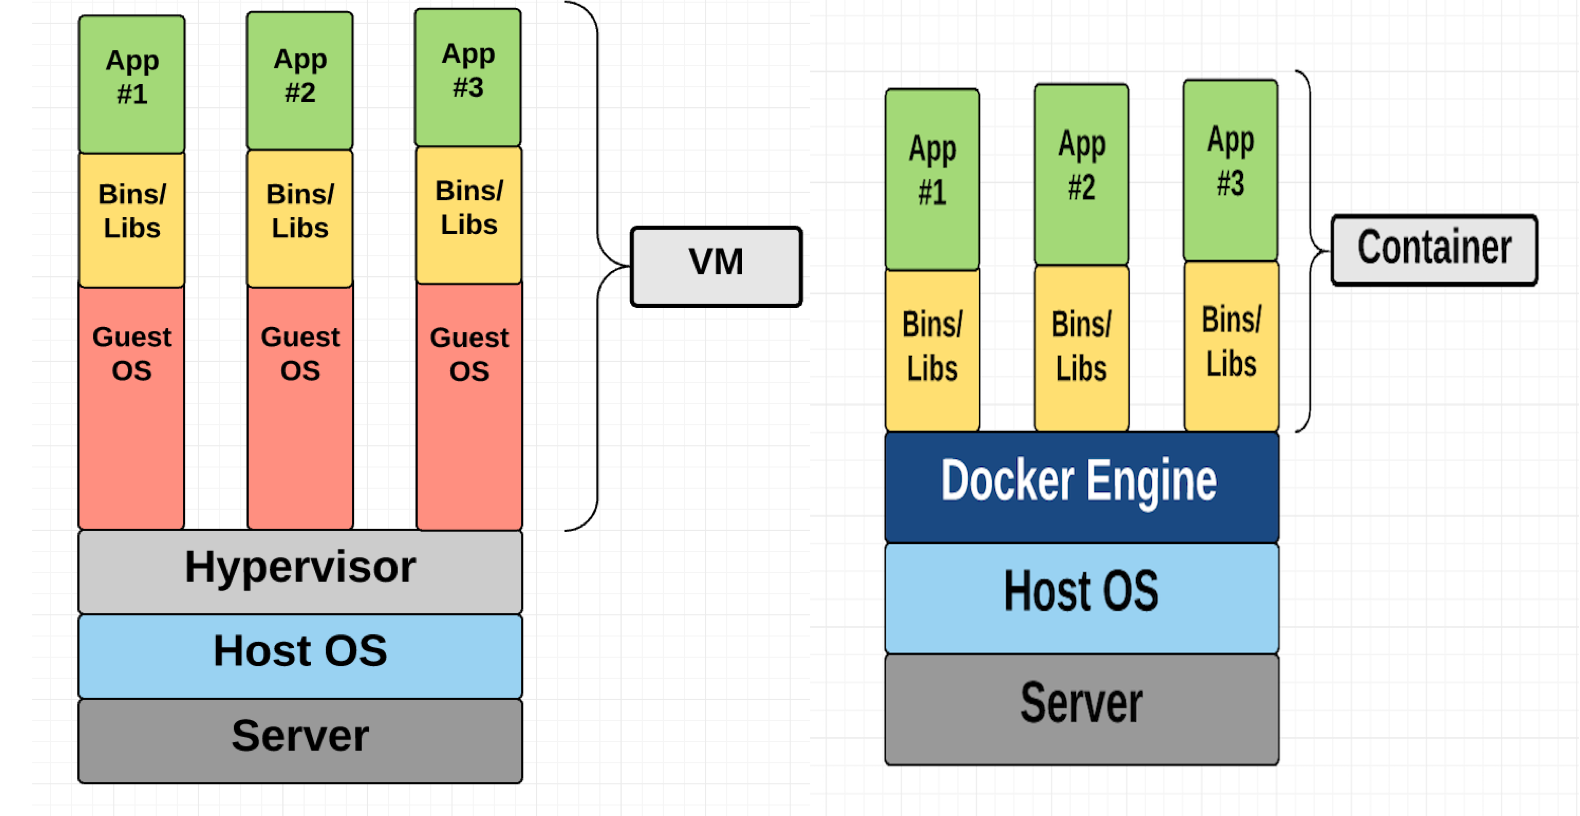 App
#1
App
#2
App
#3
Bins/
Libs
Bins/
Libs
Bins/
Libs
Guest
OS
Guest
OS
Guest
OS
Hypervisor
Host OS
Server
VM
App
#1
App
#2
App
#3
Bins/
Libs
Bins/
Libs
Bins/
Libs
Docker Engine
Host OS
Server
Container